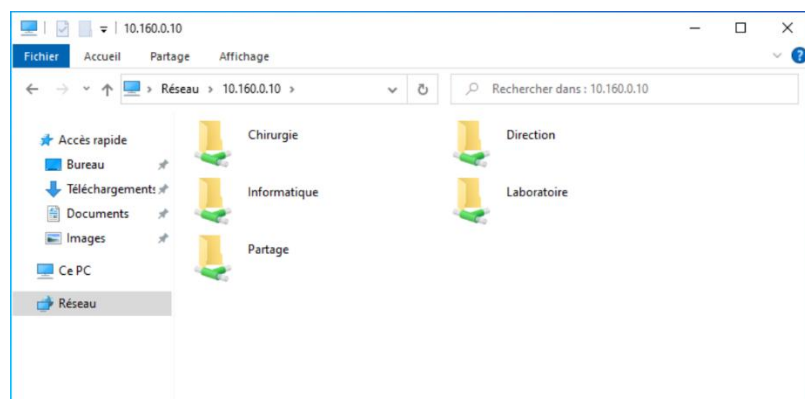 10.160.0.10
Fichier Accueil Partage Affichage
Réseau > 10.160.0.10 > Rechercher dans : 10.160.0.10
Accès rapide
Bureau
Téléchargements
Documents
Images
Ce PC
Réseau
Chirurgie Direction
Informatique Laboratoire
Partage